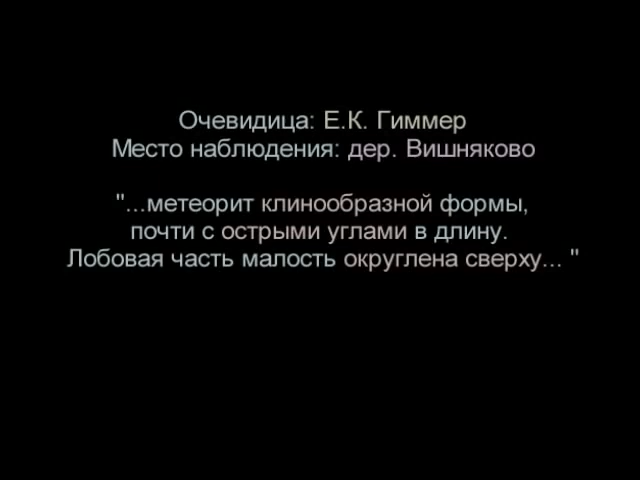 Очевидица: Е.К. Гиммер
Место наблюдения: дер. Вишняково
"...метеорит клинообразной формы,
почти с острыми углами в длину.
Лобовая часть малость округлена сверху... "